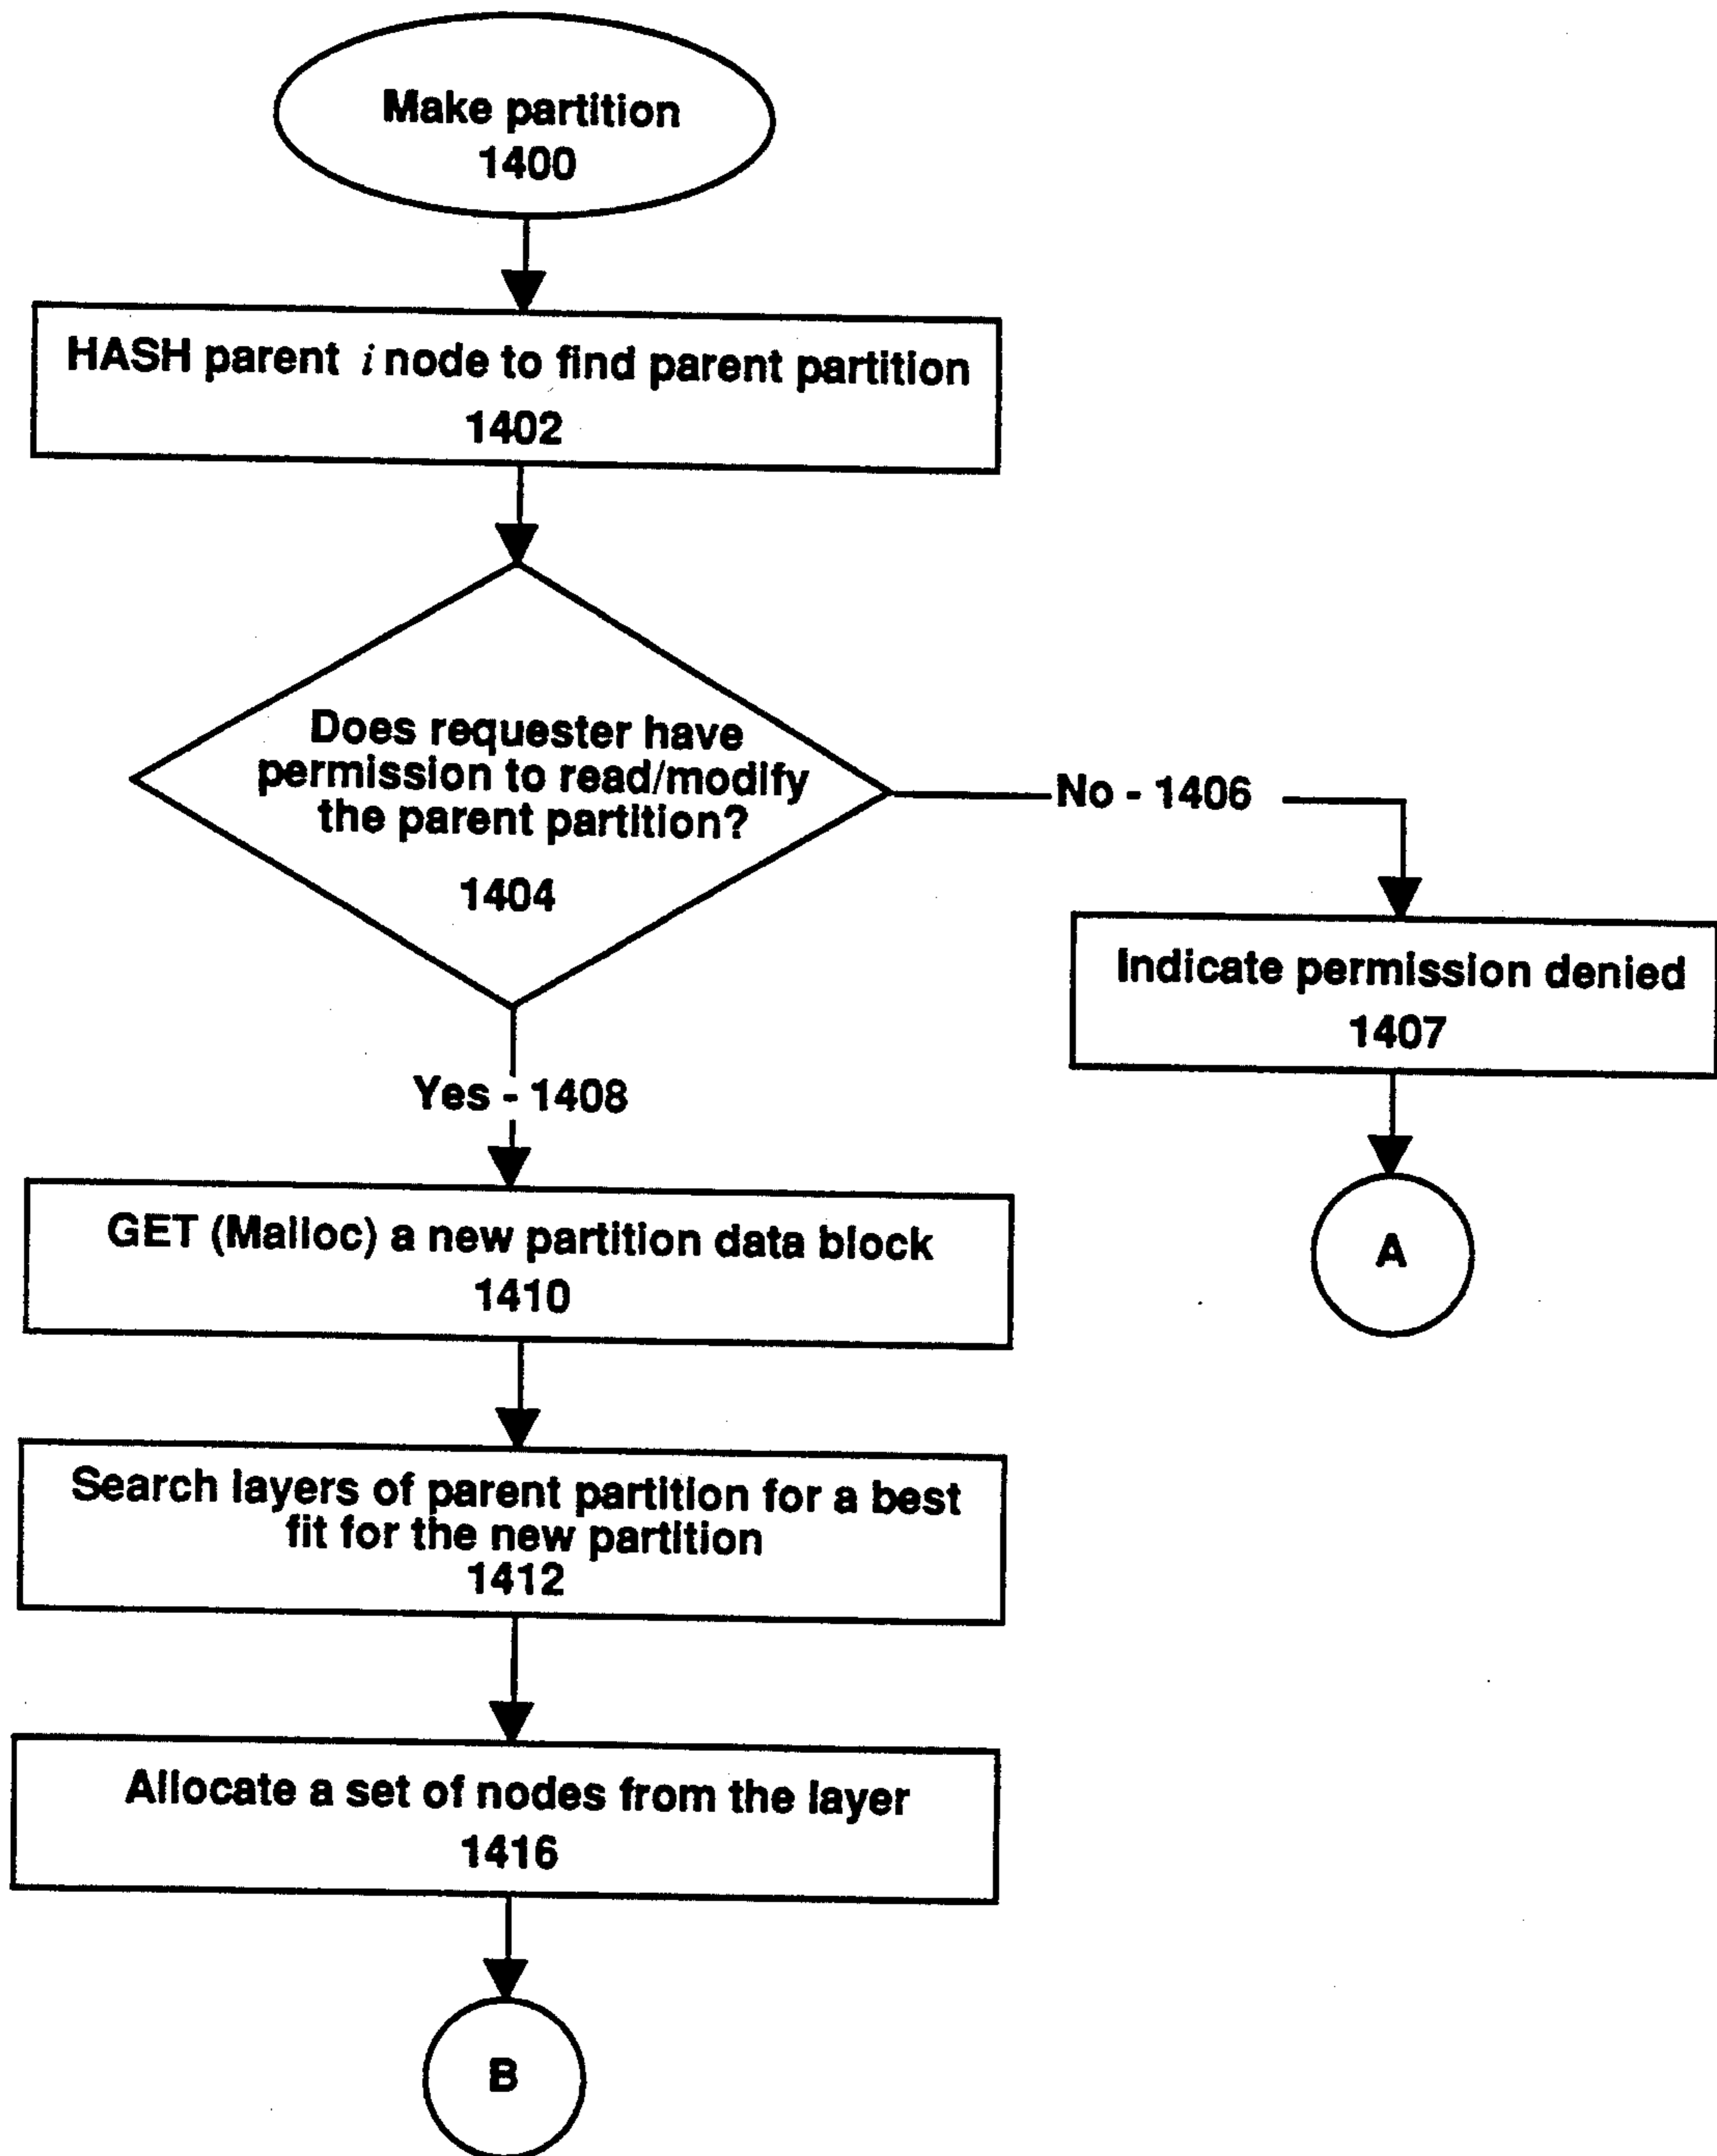 Make partition
1400
HASH parent i node to find parent partition
1402
Does requester have
permission to read/modify
the parent partition?
1404
No - 1406
Indicate permission denied
1407
A
Yes - 1408
GET (Malloc) a new partition data block
1410
Search layers of parent partition for a best
fit for the new partition
1412
Allocate a set of nodes from the layer
1416
B